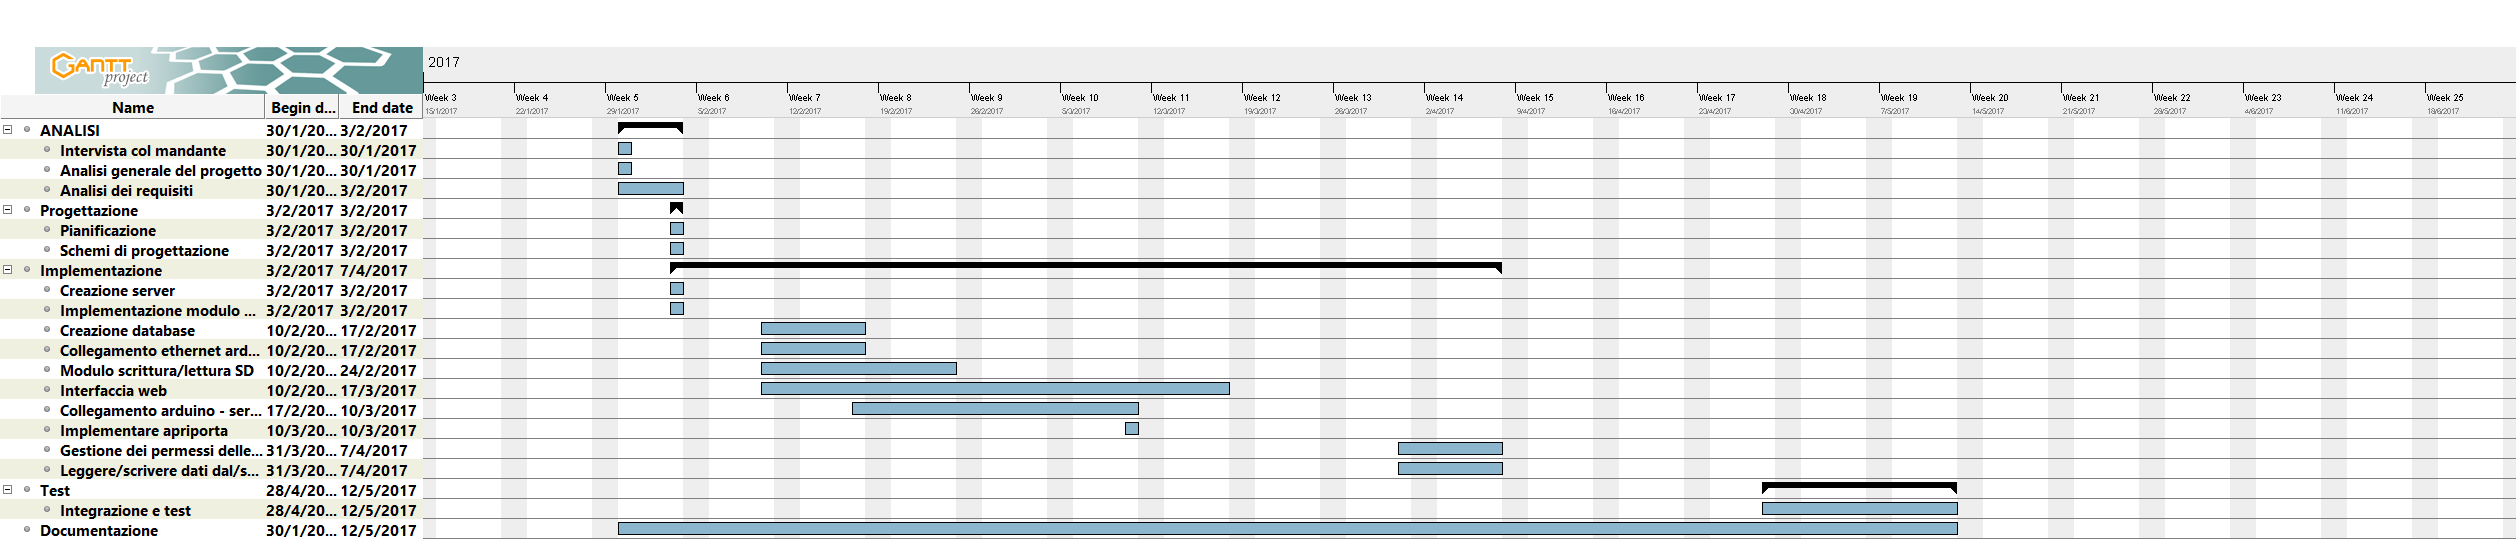 GANTT
project
2017
Week 3 Week 4 Week 5 Week 6 Week 7 Week 8 Week 9 Week 10 Week 11 Week 12 Week 13 Week 14 Week 15 Week 16 Week 17 Week 18 Week 19 Week 20 Week 21 Week 22 Week 23 Week 24 Week 25
15/1/2017 22/1/2017 29/1/2017 5/2/2017 12/2/2017 19/2/2017 26/2/2017 5/3/2017 12/3/2017 19/3/2017 26/3/2017 2/4/2017 9/4/2017 16/4/2017 23/4/2017 30/4/2017 7/5/2017 14/5/2017 21/5/2017 28/5/2017 4/6/2017 11/6/2017 18/6/2017
Name Begin d... End date
ANALISI 30/1/20... 3/2/2017
Intervista col mandante 30/1/20... 30/1/2017
Analisi generale del progetto 30/1/20... 30/1/2017
Analisi dei requisiti 30/1/20... 3/2/2017
Progettazione 3/2/2017 3/2/2017
Pianificazione 3/2/2017 3/2/2017
Schemi di progettazione 3/2/2017 3/2/2017
Implementazione 3/2/2017 7/4/2017
Creazione server 3/2/2017 3/2/2017
Implementazione modulo ... 3/2/2017 3/2/2017
Creazione database 10/2/20... 17/2/2017
Collegamento ethernet ard... 10/2/20... 17/2/2017
Modulo scrittura/lettura SD 10/2/20... 24/2/2017
Interfaccia web 10/2/20... 17/3/2017
Collegamento arduino - ser... 17/2/20... 10/3/2017
Implementare apriporta 10/3/20... 10/3/2017
Gestione dei permessi delle... 31/3/20... 7/4/2017
Leggere/scrivere dati dal/s... 31/3/20... 7/4/2017
Test 28/4/20... 12/5/2017
Integrazione e test 28/4/20... 12/5/2017
Documentazione 30/1/20... 12/5/2017